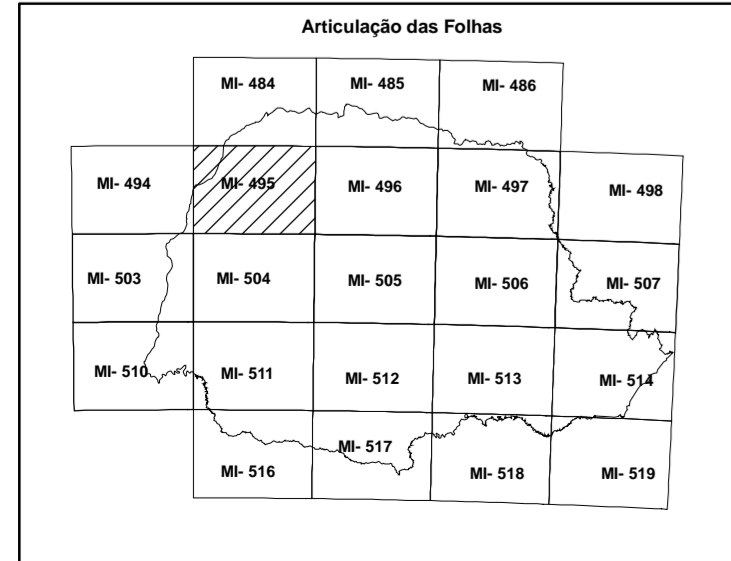 Articulação das Folhas
MI- 484 MI- 485 MI- 486
MI- 494 MI- 495 MI- 496 MI- 497 MI- 498
MI- 503 MI- 504 MI- 505 MI- 506 MI- 507
MI- 510 MI- 511 MI- 512 MI- 513 MI- 514
MI- 516 MI- 517 MI- 518 MI- 519